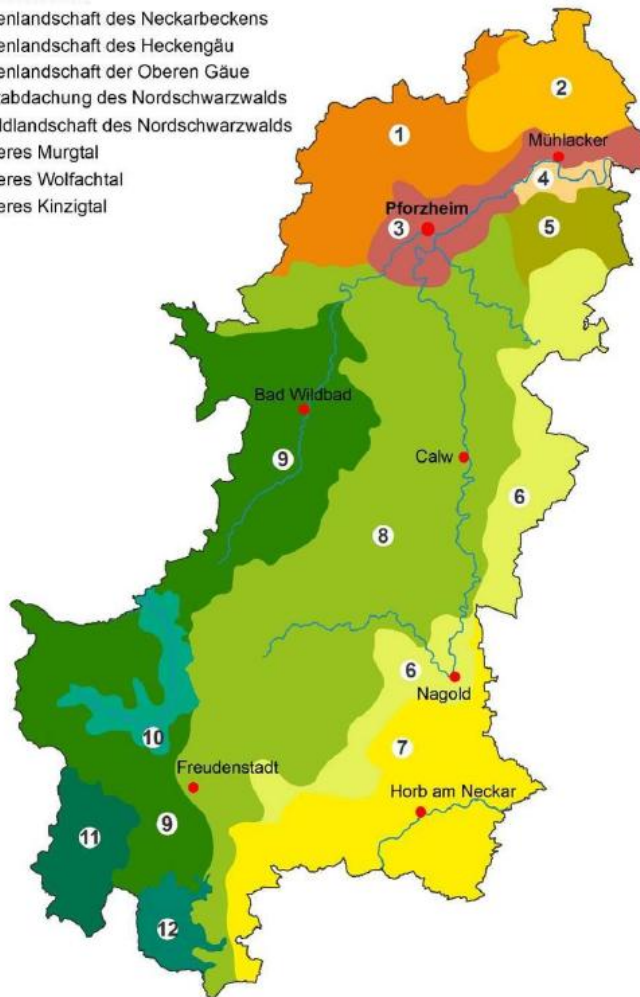 enlandschaft des Neckarbeckens
enlandschaft des Heckengäu
enlandschaft der Oberen Gäue
abdachung des Nordschwarzwalds
ldlandschaft des Nordschwarzwalds
eres Murgtal
eres Wolfachtal
eres Kinzigtal
2
1
Mühlacker
4
Pforzheim
3
5
Bad Wildbad
9
Calw
6
8
6
Nagold
10
7
Freudenstadt
Horb am Neckar
9
11
12